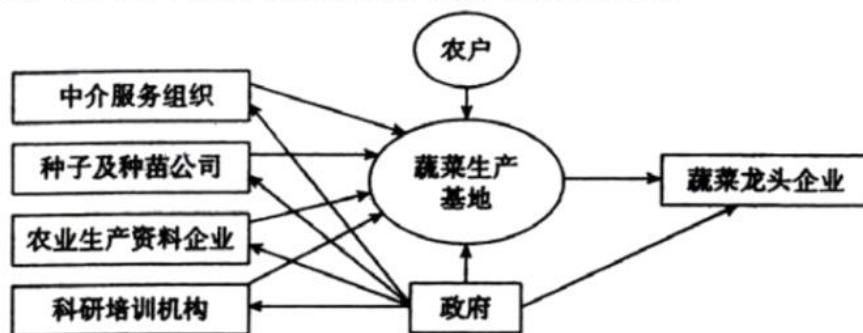 农户
中介服务组织
种子及种苗公司
蔬菜生产
基地
蔬菜龙头企业
农业生产资料企业
科研培训机构
政府